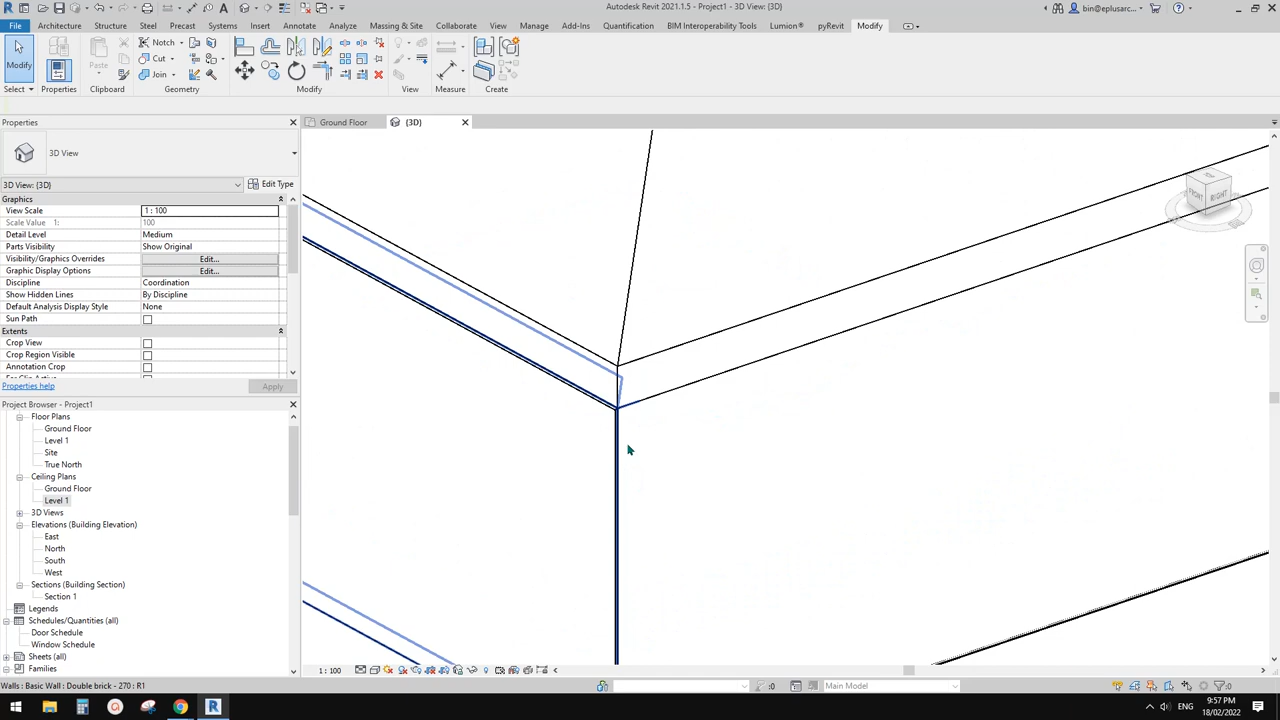 Autodesk Revit 2021.1.5 - Project1 - 3D View: {3D}
bin@eplusarc...
File Architecture Structure Steel Precast Systems Insert Annotate Analyze Massing & Site Collaborate View Manage Add-Ins Quantification BIM Interoperability Tools Lumion® pyRevit Modify
Modify Properties Paste Notch Cut Join
Select Properties Clipboard Geometry Modify View Measure Create
Properties
Ground Floor {3D}
3D View
3D View: {3D} Edit Type
Graphics
View Scale 1 : 100
Scale Value 1: 100
Detail Level Medium
Parts Visibility Show Original
Visibility/Graphics Overrides Edit...
Graphic Display Options Edit...
Discipline Coordination
Show Hidden Lines By Discipline
Default Analysis Display Style None
Sun Path
Extents
Crop View
Crop Region Visible
Annotation Crop
Properties help Apply
FRONT RIGHT
Project Browser - Project1
Floor Plans
Ground Floor
Level 1
Site
True North
Ceiling Plans
Ground Floor
Level 1
3D Views
Elevations (Building Elevation)
East
North
South
West
Sections (Building Section)
Section 1
Legends
Schedules/Quantities (all)
Door Schedule
Window Schedule
Sheets (all)
Families
1 : 100
Walls : Basic Wall : Double brick - 270 : R1
:0 Main Model :0
ENG 9:57 PM
18/02/2022